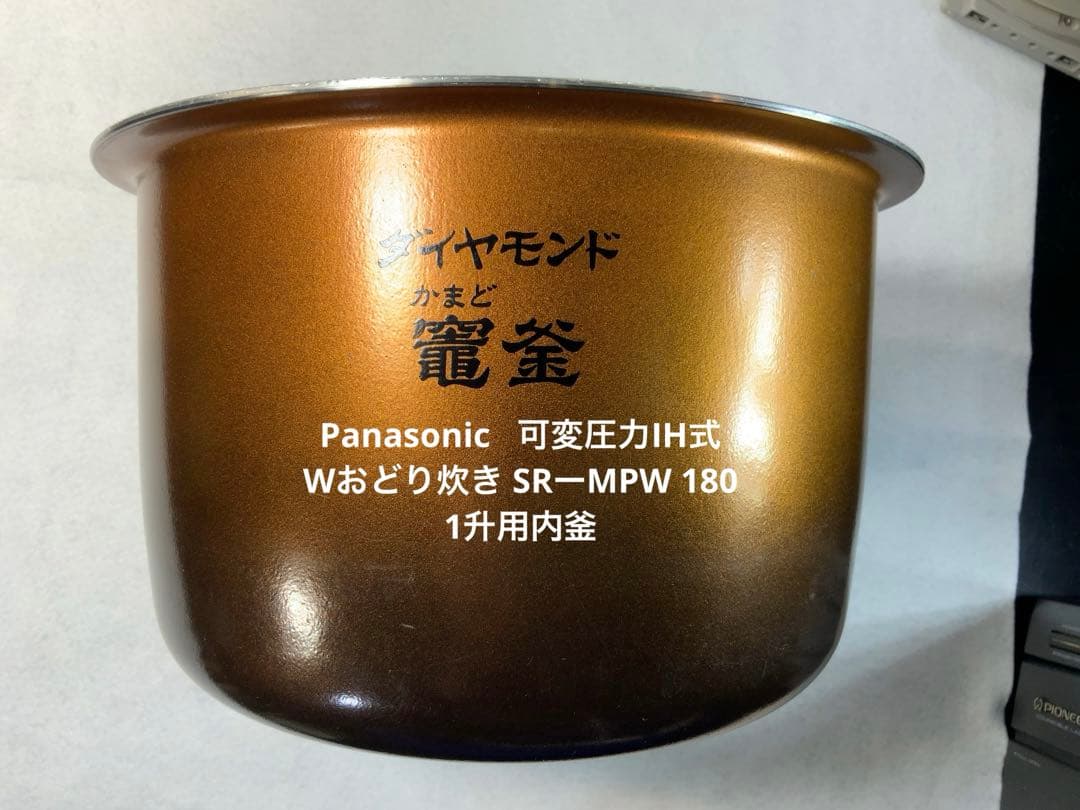 ダイヤモンド
かまど
竈釜
Panasonic 可変圧力IH式
Wおどり炊き SRーMPW 180
1升用内釜